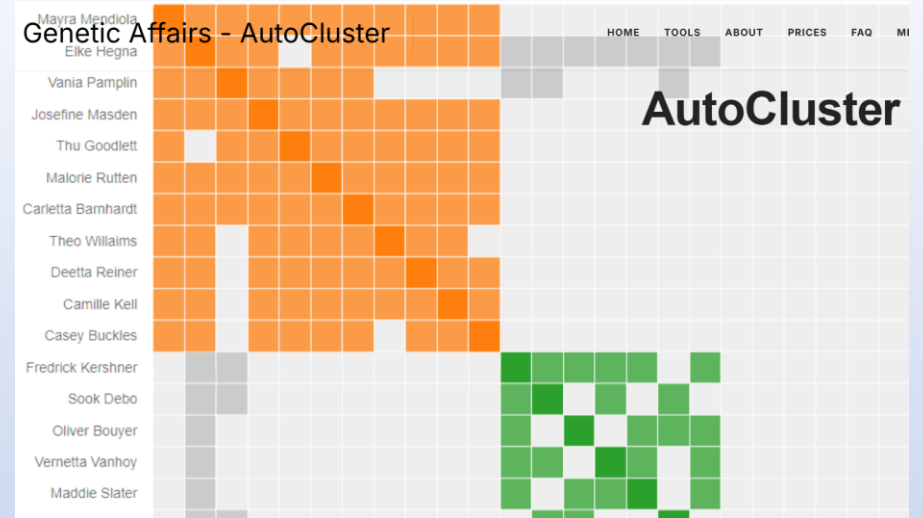 Mayra Mendiola
Genetic Affairs - AutoCluster
HOME TOOLS ABOUT PRICES FAQ
Elke Hegna
Vania Pamplin
AutoCluster
Josefine Masden
Thu Goodlett
Malorie Rutten
Carletta Barnhardt
Theo Willaims
Deetta Reiner
Camille Kell
Casey Buckles
Fredrick Kershner
Sook Debo
Oliver Bouyer
Vernetta Vanhoy
Maddie Slater